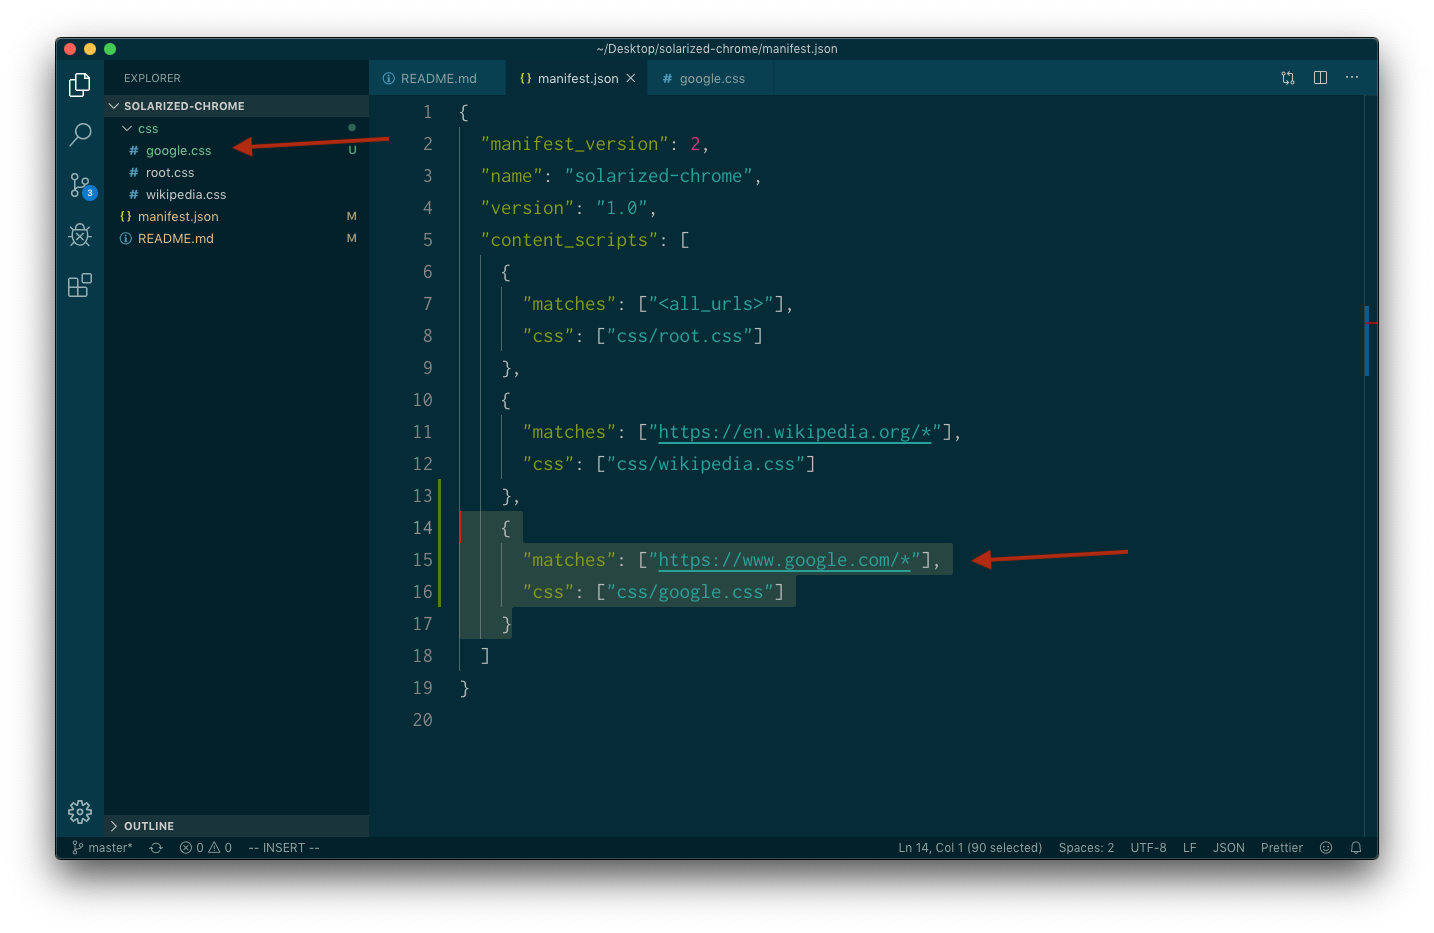 ~/Desktop/solarized-chrome/manifest.json
EXPLORER
SOLARIZED-CHROME
css
# google.css U
# root.css
# wikipedia.css
{} manifest.json M
README.md M
OUTLINE
3
README.md {} manifest.json × # google.css ...
1 {
2 "manifest_version": 2,
3 "name": "solarized-chrome",
4 "version": "1.0",
5 "content_scripts": [
6 {
7 "matches": ["<all_urls>"],
8 "css": ["css/root.css"]
9 },
10 {
11 "matches": ["https://en.wikipedia.org/*"],
12 "css": ["css/wikipedia.css"]
13 },
14 {
15 "matches": ["https://www.google.com/*"],
16 "css": ["css/google.css"]
17 }
18 ]
19 }
20
master* 0 0 -- INSERT -- Ln 14, Col 1 (90 selected) Spaces: 2 UTF-8 LF JSON Prettier